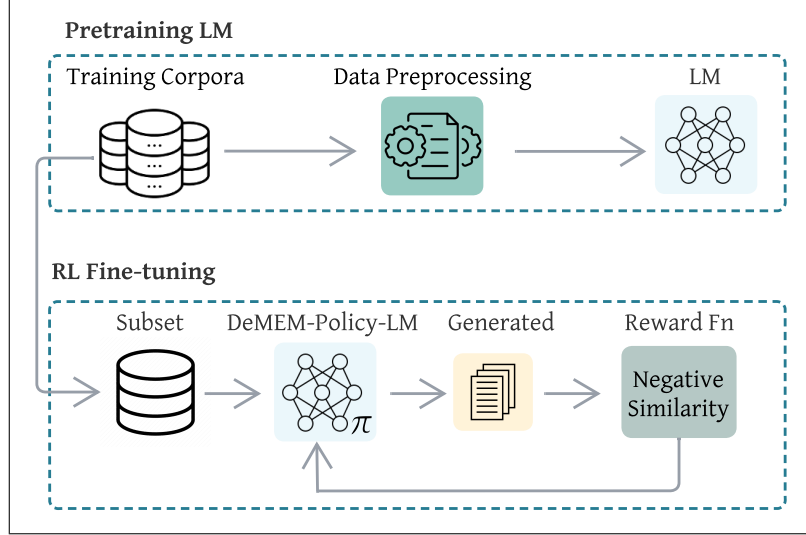 Pretraining LM
Training Corpora
Data Preprocessing
LM
RL Fine-tuning
Subset
DeMEM-Policy-LM
Generated
Reward Fn
Negative
Similarity
π